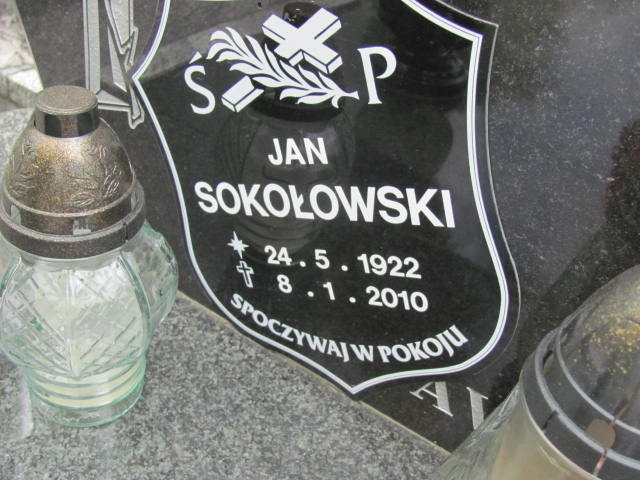 Ś P
JAN
SOKOŁOWSKI
24.5.1922
8.1.2010
SPOCZYWAJ W POKOJU